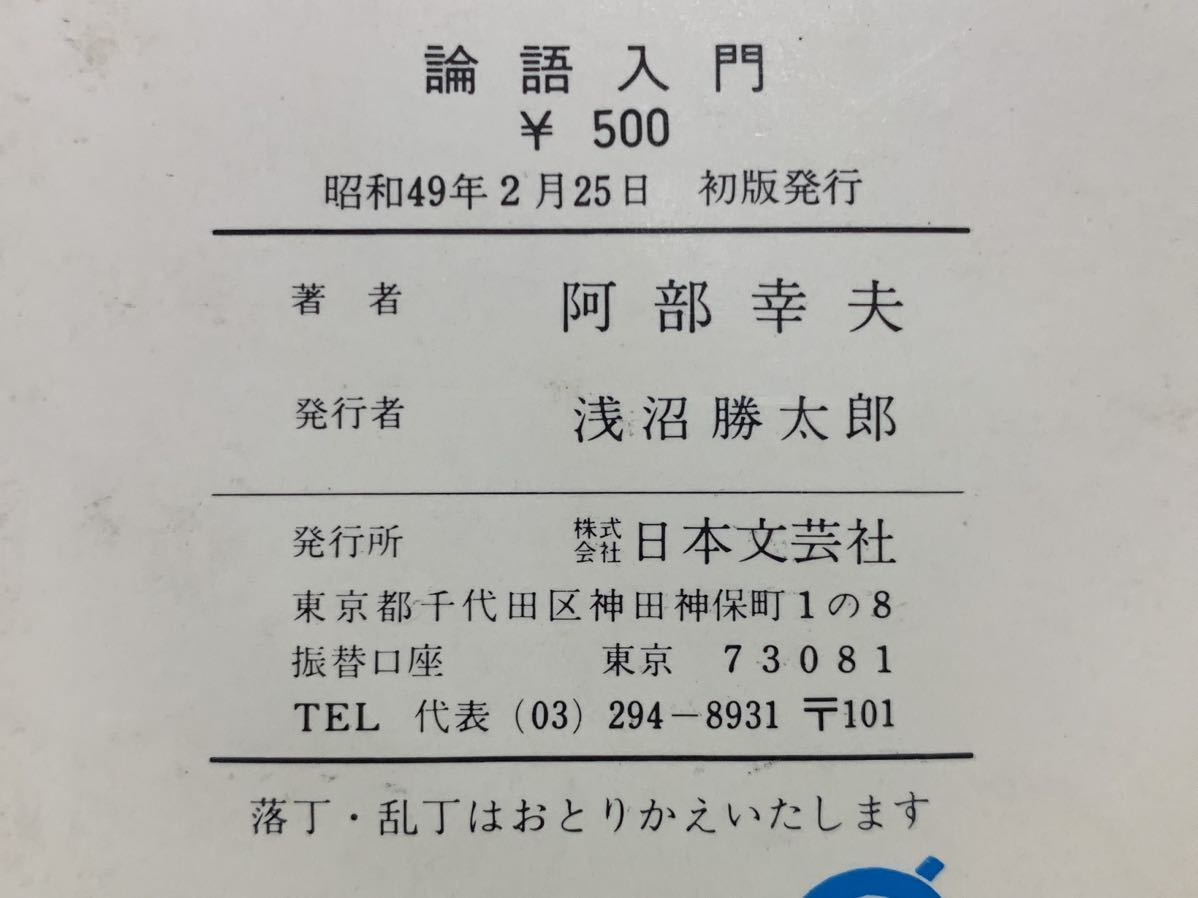 論語入門
¥ 500
昭和49年2月25日 初版発行
著者 阿部幸夫
発行者 浅沼勝太郎
発行所 株式会社 日本文芸社
東京都千代田区神田神保町1の8
振替口座 東京 73081
TEL 代表 (03) 294-8931 〒101
落丁・乱丁はおとりかえいたします